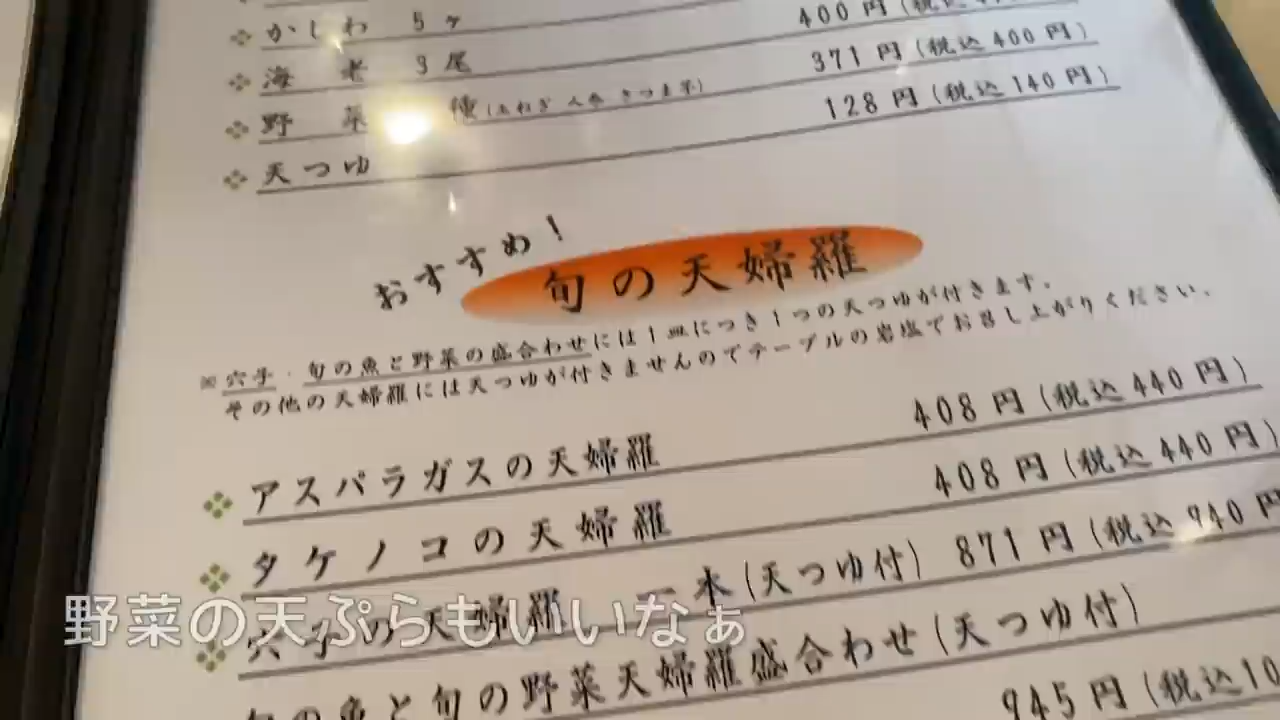 かしわ 5ヶ 400円(税込
海老 3尾 371円(税込400円)
野菜 種(玉ねぎ 人参 さつま芋) 128円(税込140円)
天つゆ
おすすめ!
旬の天婦羅
※穴子・旬の魚と野菜の盛合わせには1皿につき1つの天つゆが付きます。
その他の天婦羅には天つゆが付きませんのでテーブルの岩塩でお召し上がりください。
アスパラガスの天婦羅 408円(税込440円)
タケノコの天婦羅 408円(税込440円)
穴子の天婦羅 一本(天つゆ付) 871円(税込940円
旬の魚と旬の野菜天婦羅盛合わせ(天つゆ付)
945円(税込10
野菜の天ぷらもいいなぁ